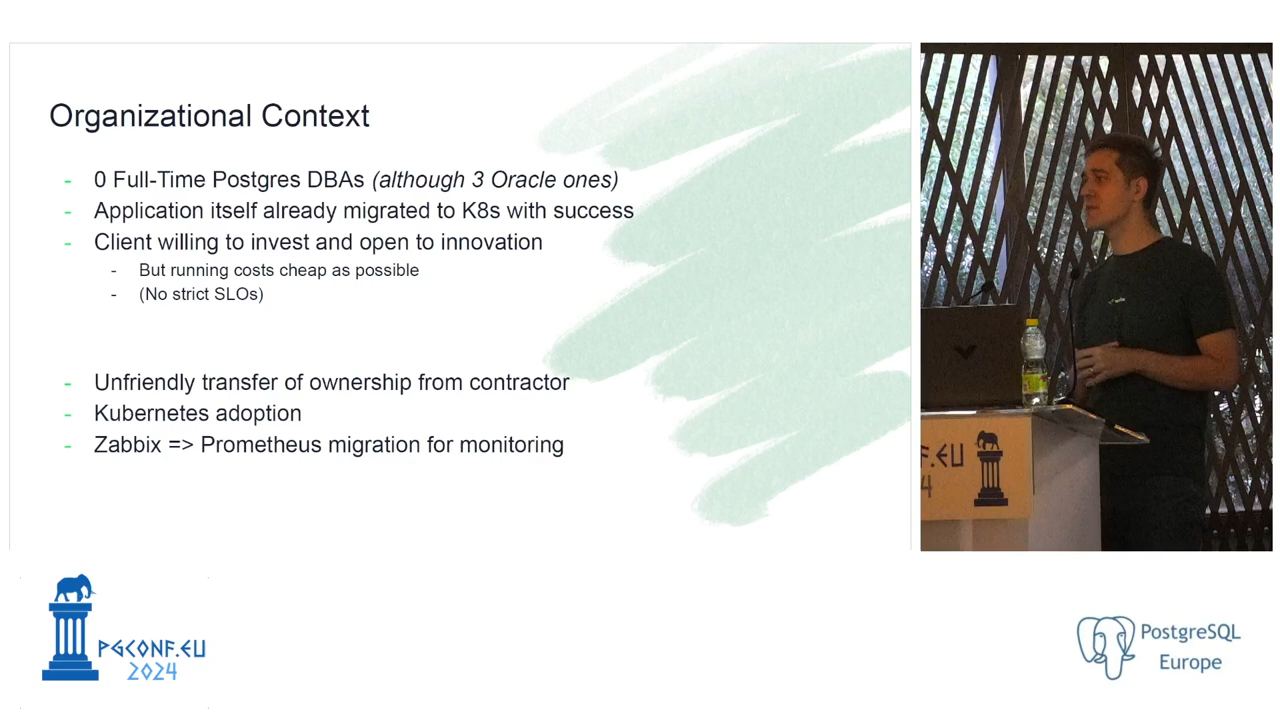 Organizational Context
- 0 Full-Time Postgres DBAs (although 3 Oracle ones)
- Application itself already migrated to K8s with success
- Client willing to invest and open to innovation
- But running costs cheap as possible
- (No strict SLOs)
- Unfriendly transfer of ownership from contractor
- Kubernetes adoption
- Zabbix => Prometheus migration for monitoring
F.EU
4
PGCONF.EU
2024
PostgreSQL
Europe